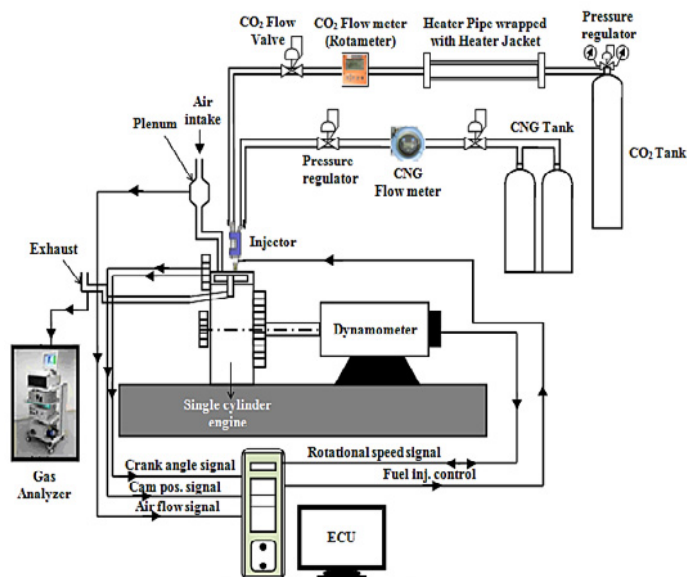 CO₂ Flow
Valve
CO₂ Flow meter
(Rotameter)
Heater Pipe wrapped
with Heater Jacket
Pressure
regulator
Air
intake
Plenum
Pressure
regulator
CNG
Flow meter
CNG Tank
CO₂ Tank
Exhaust
Injector
Dynamometer
Single cylinder
engine
Gas
Analyzer
Crank angle signal
Cam pos. signal
Air flow signal
Rotational speed signal
Fuel inj. control
ECU